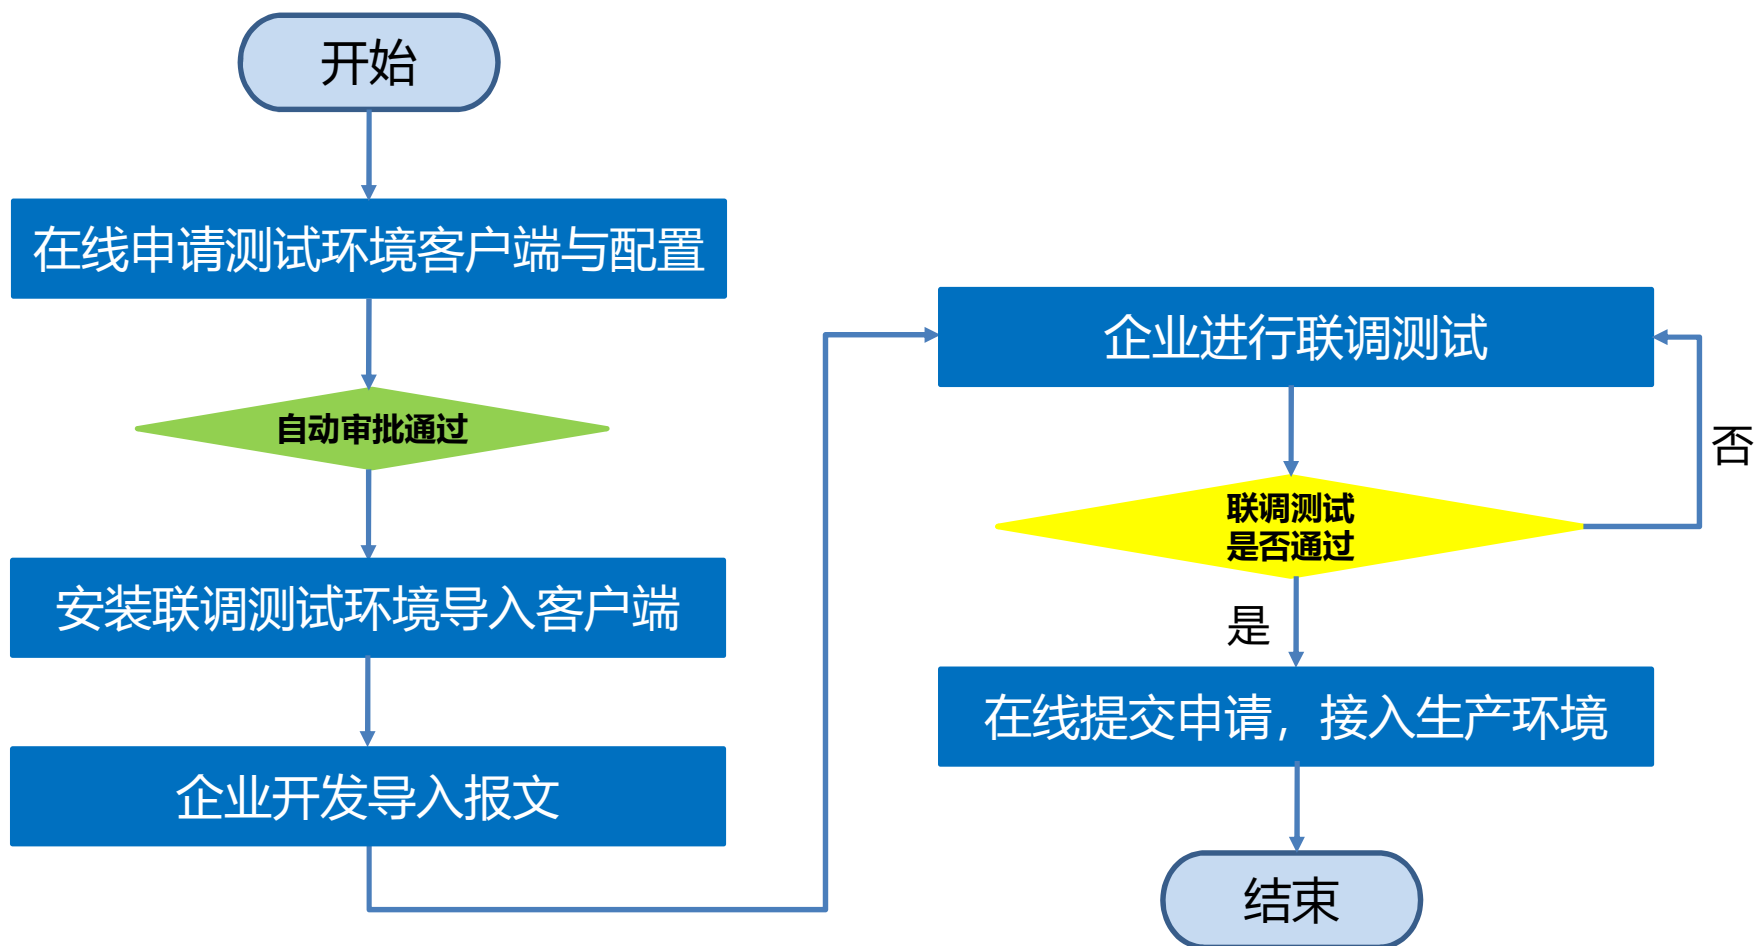 开始
在线申请测试环境客户端与配置
自动审批通过
安装联调测试环境导入客户端
企业开发导入报文
企业进行联调测试
否
联调测试
是否通过
是
在线提交申请，接入生产环境
结束